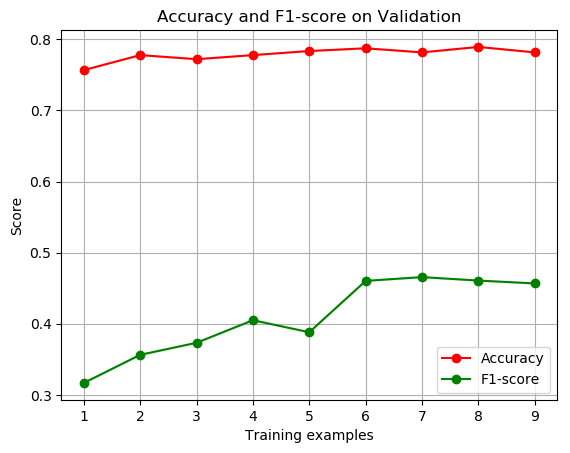 Accuracy and F1-score on Validation
0.8
0.7
0.6
0.5
0.4
0.3
Score
1 2 3 4 5 6 7 8 9
Training examples
Accuracy
F1-score